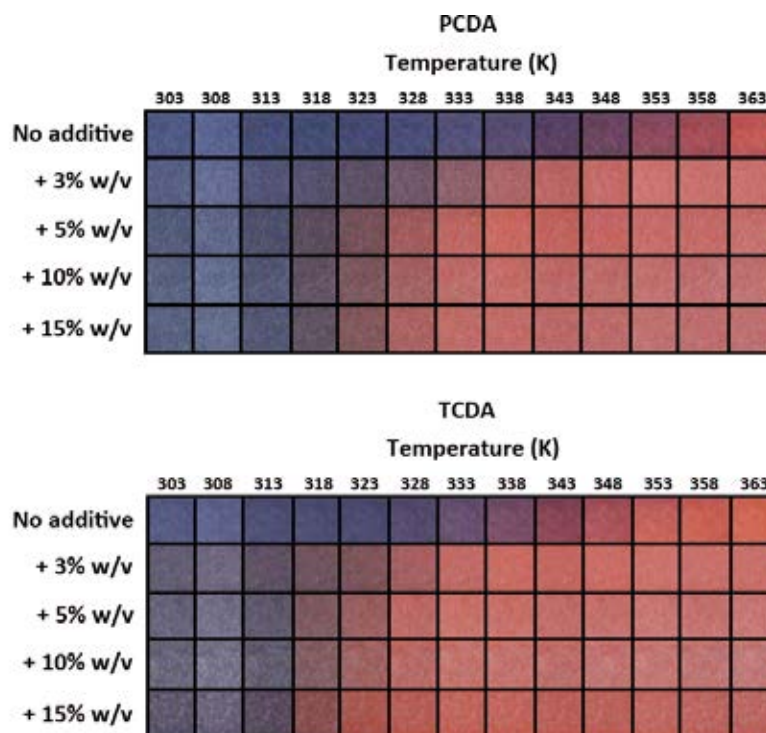 PCDA
Temperature (K)
303 308 313 318 323 328 333 338 343 348 353 358 363
No additive
+ 3% w/v
+ 5% w/v
+ 10% w/v
+ 15% w/v
TCDA
Temperature (K)
303 308 313 318 323 328 333 338 343 348 353 358 363
No additive
+ 3% w/v
+ 5% w/v
+ 10% w/v
+ 15% w/v